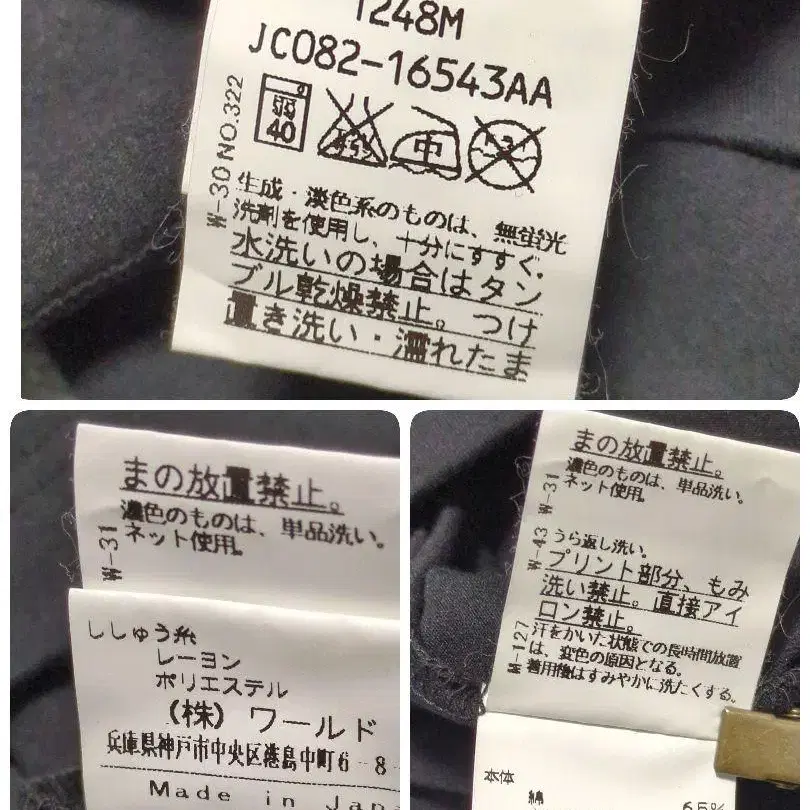 1248M
JC082-16543AA
40
中
NO.322
W-30
生成・淡色系のものは、無蛍光
洗剤を使用し、十分にすすぐ。
水洗いの場合はタン
ブル乾燥禁止。つけ
置き洗い・濡れたま
まの放置禁止。
濃色のものは、単品洗い。
ネット使用。
W-31
ししゅう糸
レーヨン
ポリエステル
(株) ワールド
兵庫県神戸市中央区港島中町6-8-
Made in Jap
まの放置禁止。
濃色のものは、単品洗い。
ネット使用。
W-31
W-43
うら返し洗い。
プリント部分、もみ
洗い禁止。直接アイ
ロン禁止。
M-127
汗をかいた状態での長時間放置
は、変色の原因となる。
着用後はすみやかに洗たくする。
本体
綿
65%